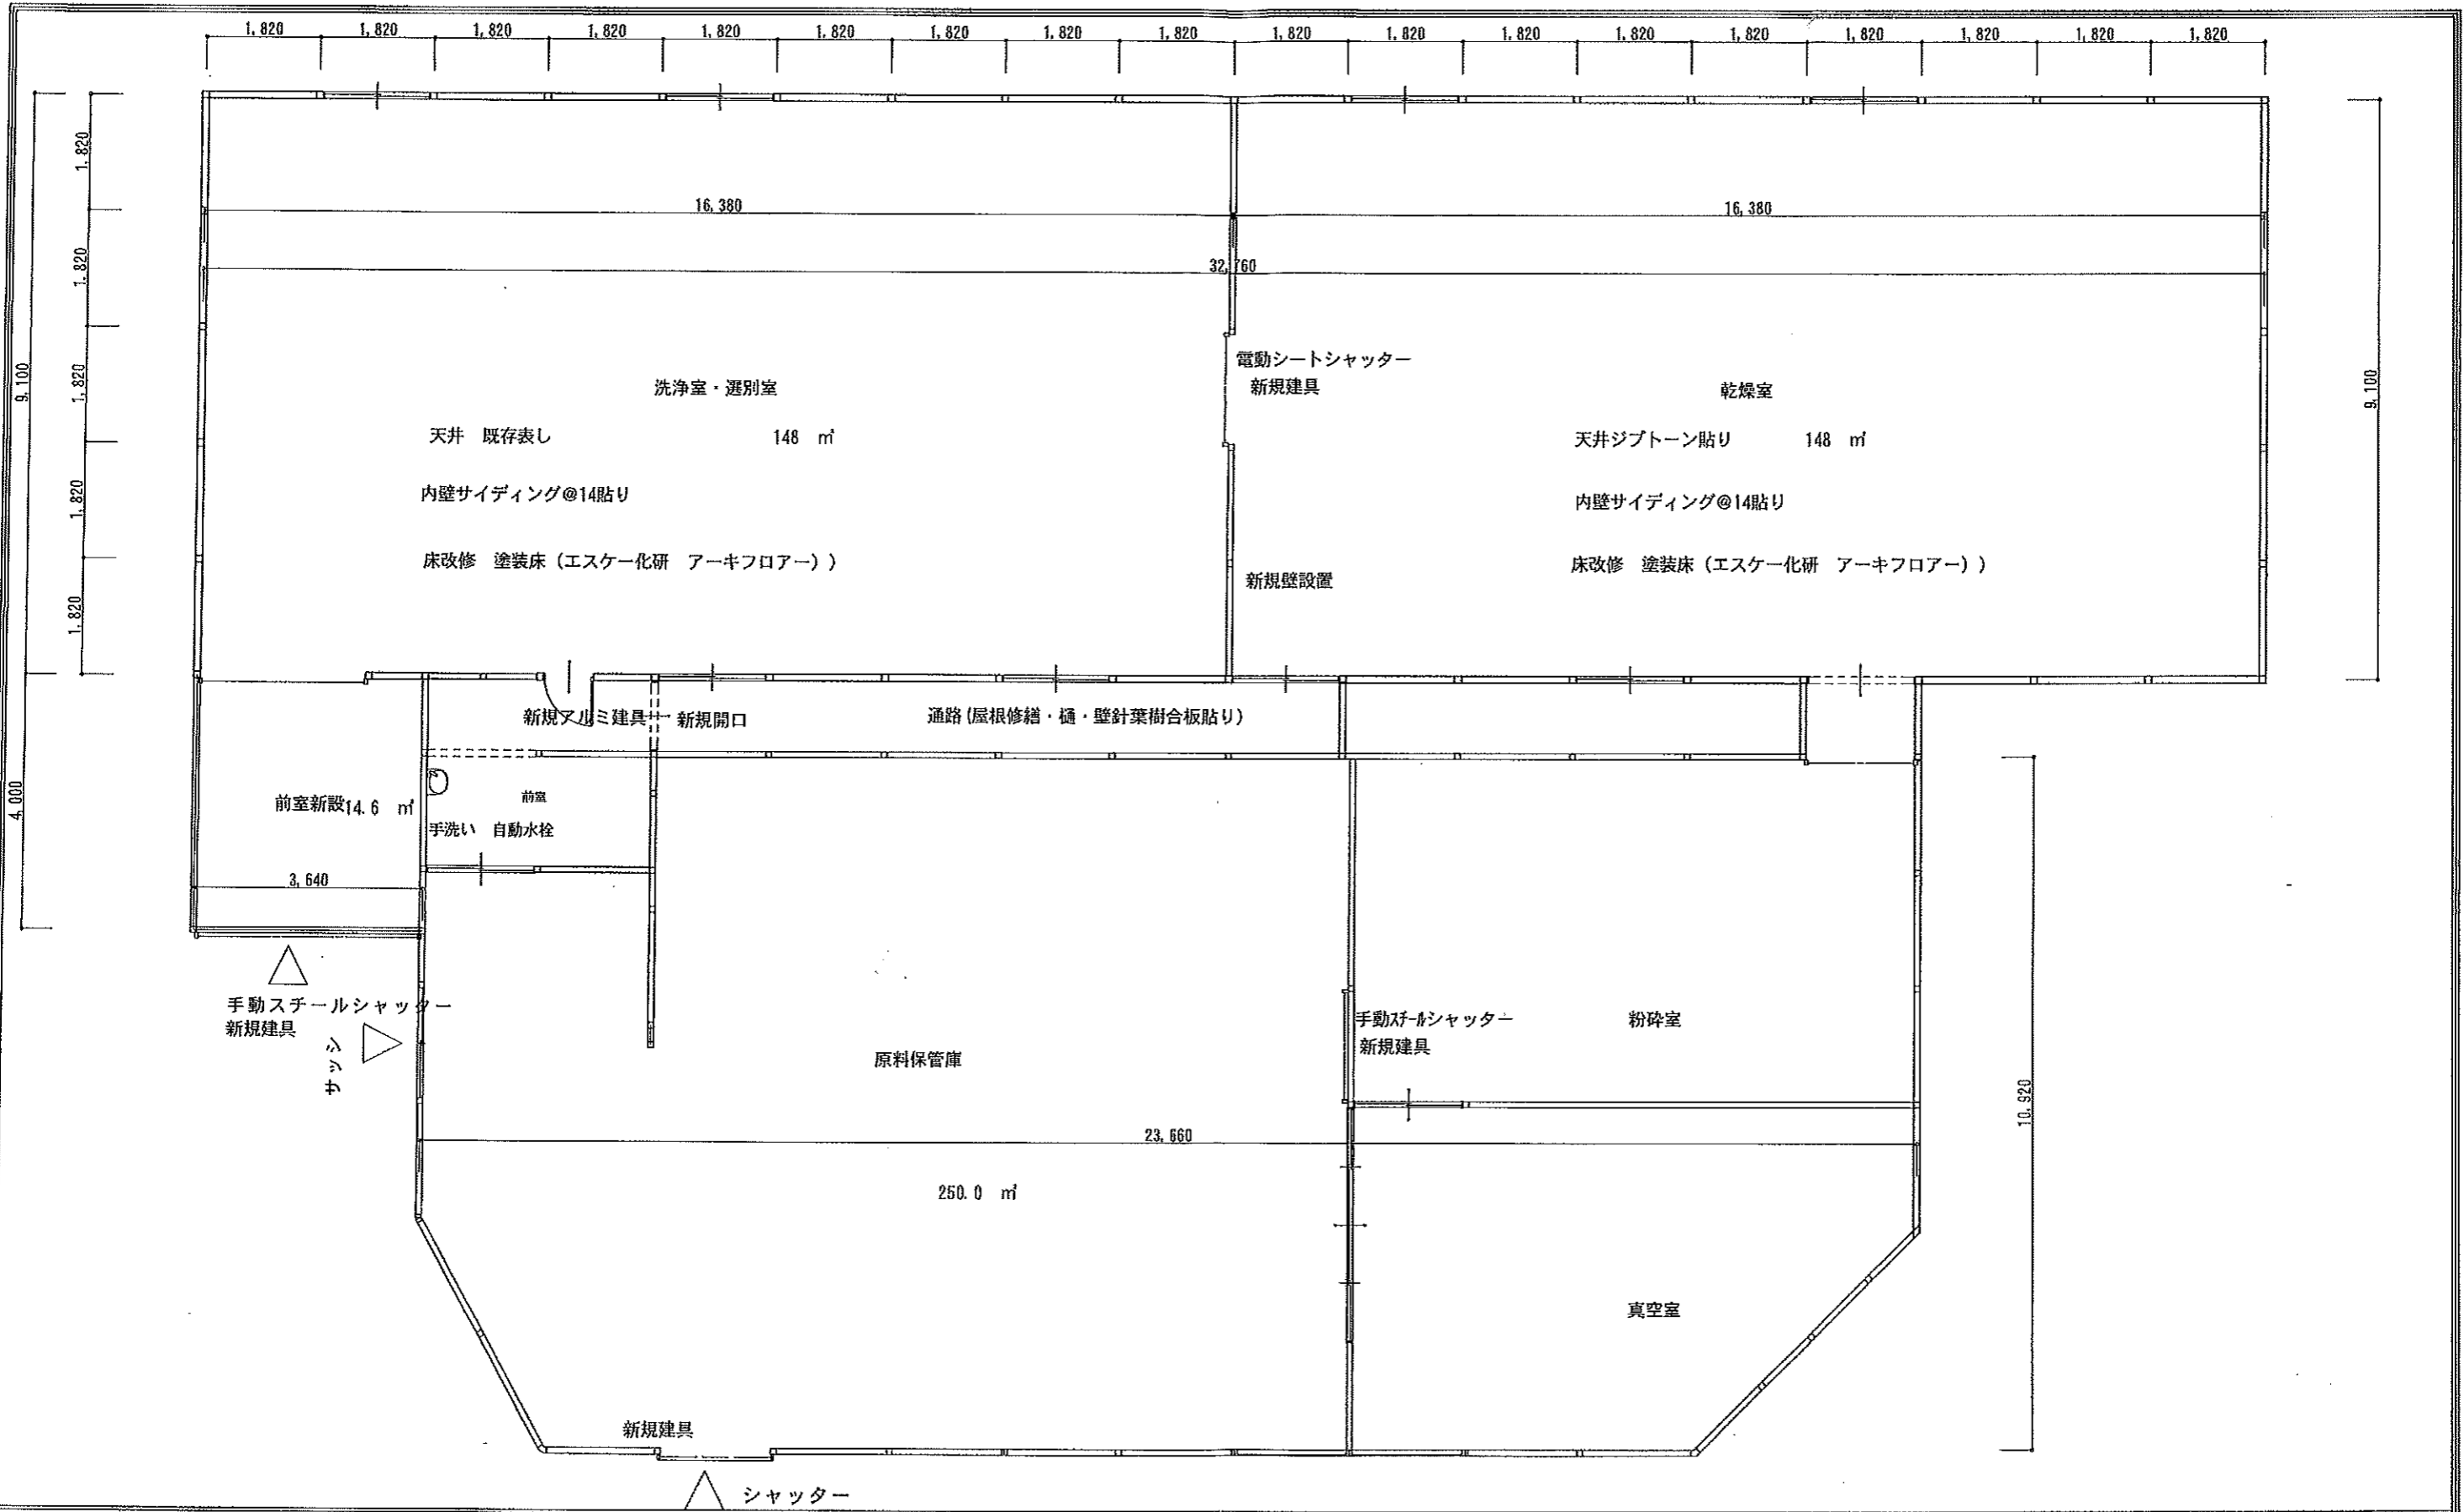 1,820 1,820 1,820 1,820 1,820 1,820 1,820 1,820 1,820 1,820 1,820 1,820 1,820 1,820 1,820 1,820 1,820 1,820
9,100
1,820
1,820
1,820
1,820
1,820
4,000
16,380
16,380
32,760
9,100
洗浄室・選別室
天井 既存表し 148 ㎡
内壁サイディング@14貼り
床改修 塗装床（エスケー化研 アーキフロアー））
電動シートシャッター
新規建具
新規壁設置
乾燥室
天井ジプトーン貼り 148 ㎡
内壁サイディング@14貼り
床改修 塗装床（エスケー化研 アーキフロアー））
新規アルミ建具
新規開口
通路(屋根修繕・樋・壁針葉樹合板貼り)
前室新設14.6 ㎡
前室
手洗い 自動水栓
3,640
手動スチールシャッター
新規建具
サッシ
原料保管庫
手動ｽﾁｰﾙシャッター
新規建具
粉砕室
10,920
23,660
250.0 ㎡
真空室
新規建具
シャッター